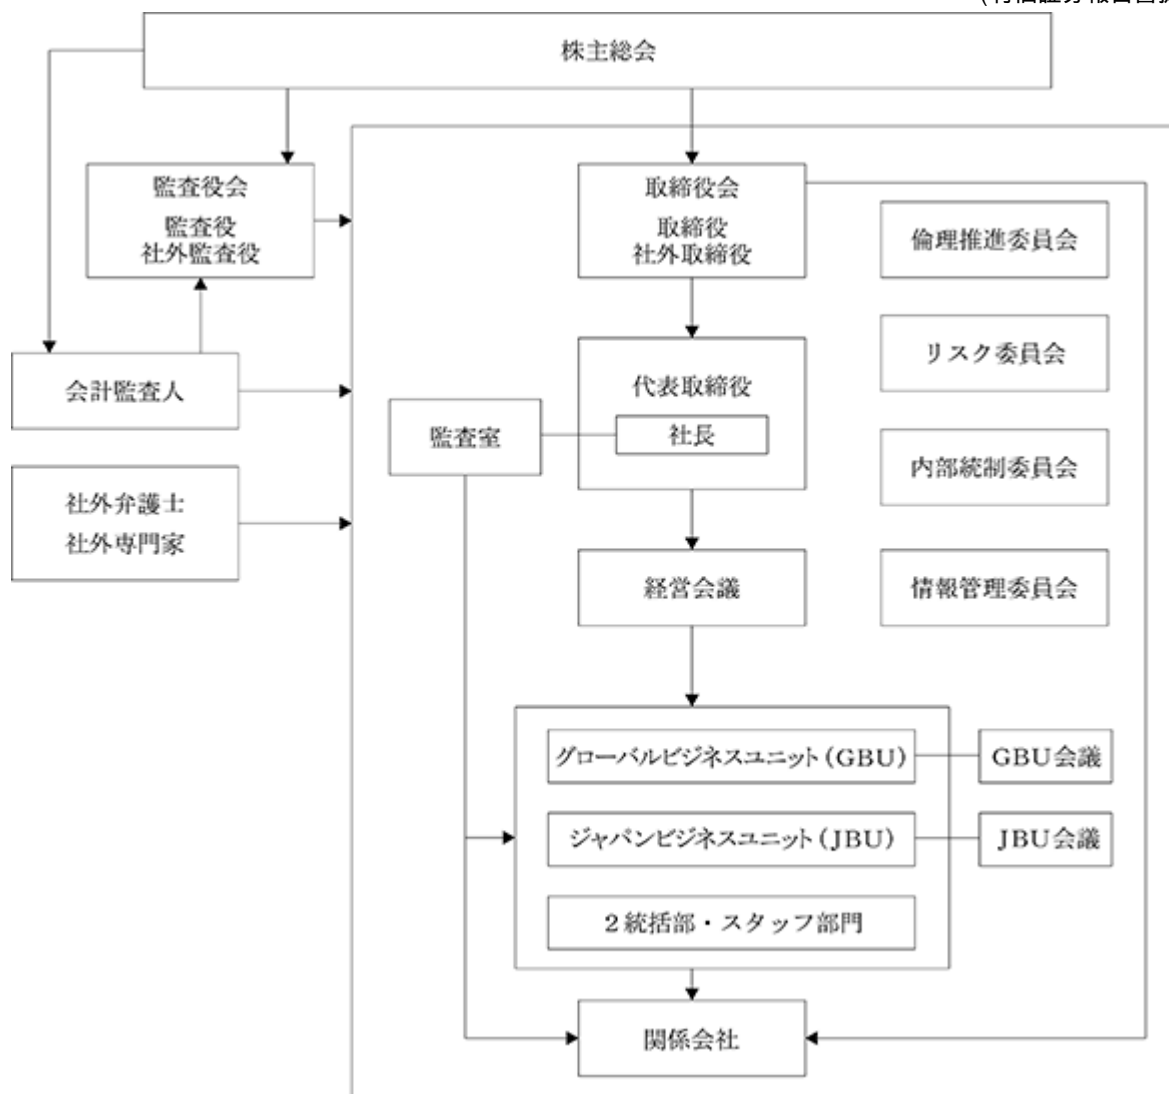 株主総会
監査役会
監査役
社外監査役
取締役会
取締役
社外取締役
倫理推進委員会
リスク委員会
会計監査人
代表取締役
社長
監査室
内部統制委員会
社外弁護士
社外専門家
経営会議
情報管理委員会
グローバルビジネスユニット(GBU)
GBU会議
ジャパンビジネスユニット(JBU)
JBU会議
2統括部・スタッフ部門
関係会社